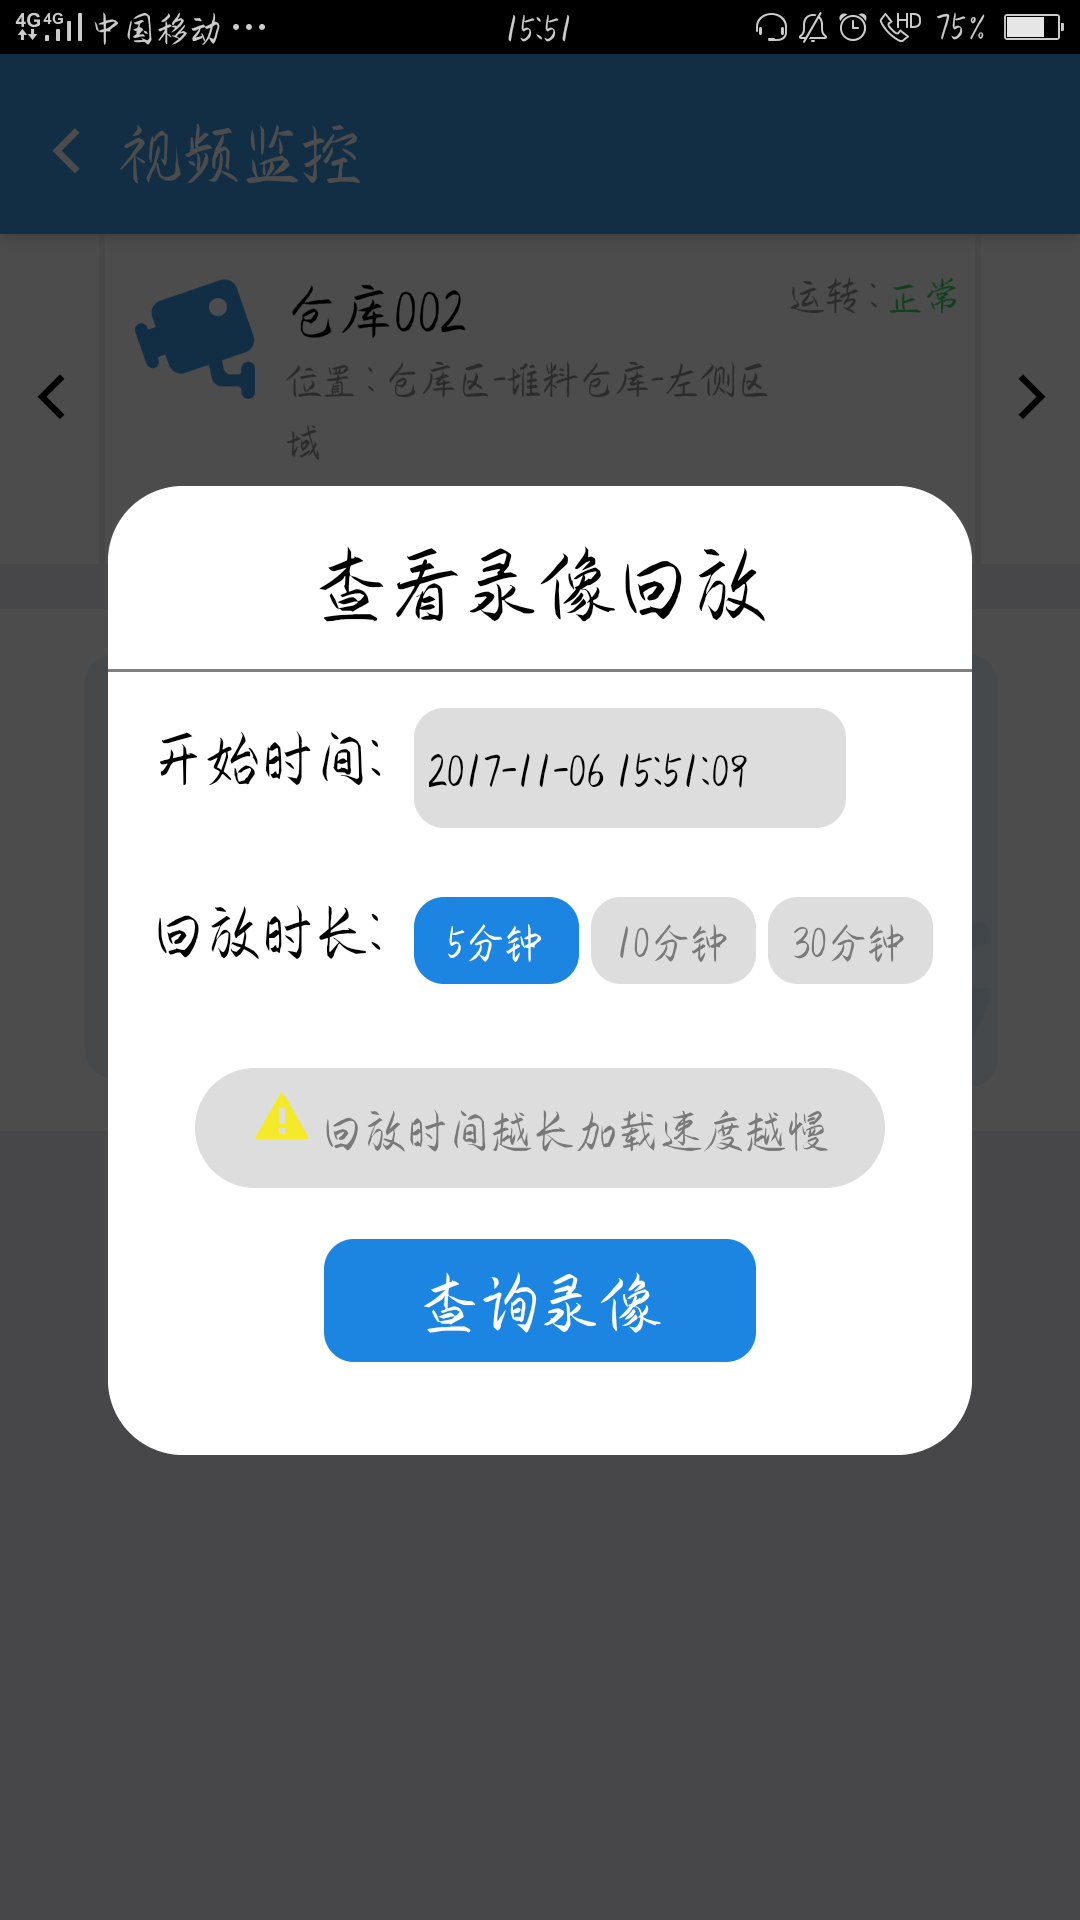 4G 4G 中国移动 ··· 15:51 HD 75%
视频监控
仓库002 运转：正常
位置：仓库区-堆料仓库-左侧区
域
查看录像回放
开始时间： 2017-11-06 15:51:09
回放时长： 5分钟 10分钟 30分钟
回放时间越长加载速度越慢
查询录像